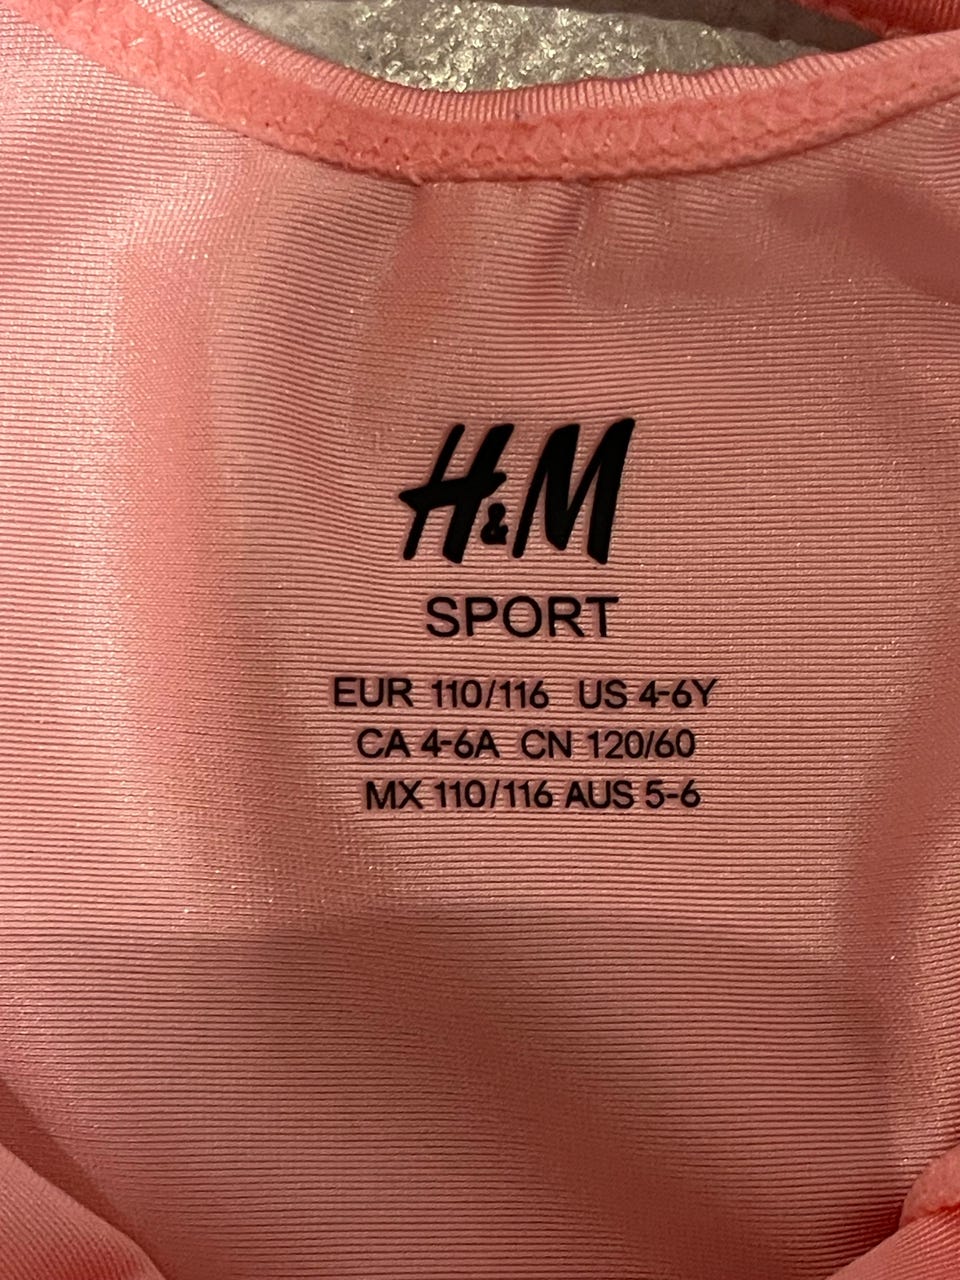 H&M
SPORT
EUR 110/116 US 4-6Y
CA 4-6A CN 120/60
MX 110/116 AUS 5-6